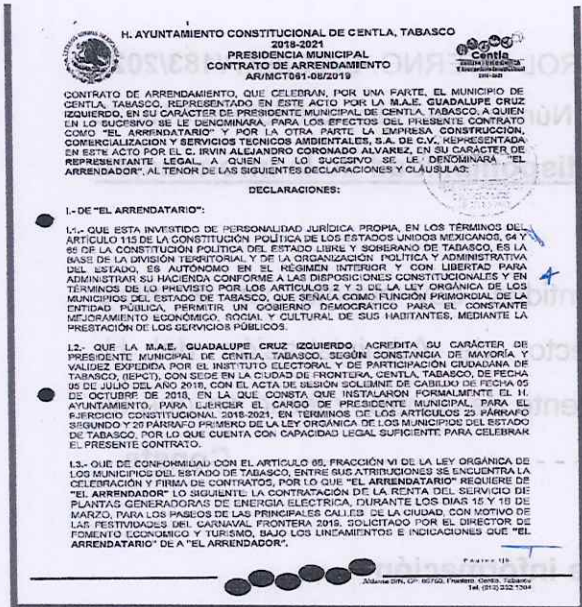 H. AYUNTAMIENTO CONSTITUCIONAL DE CENTLA, TABASCO
2018-2021
PRESIDENCIA MUNICIPAL
CONTRATO DE ARRENDAMIENTO
AR/MCT061-08/2019
Centla
CONTRATO DE ARRENDAMIENTO, QUE CELEBRAN, POR UNA PARTE, EL MUNICIPIO DE
CENTLA, TABASCO, REPRESENTADO EN ESTE ACTO POR LA M.A.E. GUADALUPE CRUZ
IZQUIERDO, EN SU CARÁCTER DE PRESIDENTE MUNICIPAL DE CENTLA, TABASCO, A QUIEN
EN LO SUCESIVO SE LE DENOMINARÁ, PARA LOS EFECTOS DEL PRESENTE CONTRATO
COMO "EL ARRENDATARIO" Y POR LA OTRA PARTE LA EMPRESA CONSTRUCCIÓN,
COMERCIALIZACION Y SERVICIOS TECNICOS AMBIENTALES, S.A. DE C.V., REPRESENTADA
EN ESTE ACTO POR EL C. IRVIN ALEJANDRO CORONADO ALVAREZ, EN SU CARÁCTER DE
REPRESENTANTE LEGAL, A QUIEN EN LO SUCESIVO SE LE DENOMINARÁ "EL
ARRENDADOR", AL TENOR DE LAS SIGUIENTES DECLARACIONES Y CLÁUSULAS:
DECLARACIONES:
I.- DE "EL ARRENDATARIO":
I.1.- QUE ESTA INVESTIDO DE PERSONALIDAD JURÍDICA PROPIA, EN LOS TÉRMINOS DEL
ARTÍCULO 115 DE LA CONSTITUCIÓN POLÍTICA DE LOS ESTADOS UNIDOS MEXICANOS, 64 Y
65 DE LA CONSTITUCIÓN POLÍTICA DEL ESTADO LIBRE Y SOBERANO DE TABASCO, ES LA
BASE DE LA DIVISIÓN TERRITORIAL Y DE LA ORGANIZACIÓN POLÍTICA Y ADMINISTRATIVA
DEL ESTADO, ES AUTÓNOMO EN EL RÉGIMEN INTERIOR Y CON LIBERTAD PARA
ADMINISTRAR SU HACIENDA CONFORME A LAS DISPOSICIONES CONSTITUCIONALES Y EN
TÉRMINOS DE LO PREVISTO POR LOS ARTÍCULOS 2 Y 3 DE LA LEY ORGÁNICA DE LOS
MUNICIPIOS DEL ESTADO DE TABASCO, QUE SEÑALA COMO FUNCIÓN PRIMORDIAL DE LA
ENTIDAD PÚBLICA, PERMITIR UN GOBIERNO DEMOCRÁTICO PARA EL CONSTANTE
MEJORAMIENTO ECONÓMICO, SOCIAL Y CULTURAL DE SUS HABITANTES, MEDIANTE LA
PRESTACIÓN DE LOS SERVICIOS PÚBLICOS.
I.2.- QUE LA M.A.E. GUADALUPE CRUZ IZQUIERDO, ACREDITA SU CARÁCTER DE
PRESIDENTE MUNICIPAL DE CENTLA, TABASCO, SEGÚN CONSTANCIA DE MAYORÍA Y
VALIDEZ EXPEDIDA POR EL INSTITUTO ELECTORAL Y DE PARTICIPACIÓN CIUDADANA DE
TABASCO, (IEPCT), CON SEDE EN LA CIUDAD DE FRONTERA, CENTLA, TABASCO, DE FECHA
05 DE JULIO DEL AÑO 2018, CON EL ACTA DE SESIÓN SOLEMNE DE CABILDO DE FECHA 05
DE OCTUBRE DE 2018, EN LA QUE CONSTA QUE INSTALARON FORMALMENTE EL H.
AYUNTAMIENTO, PARA EJERCER EL CARGO DE PRESIDENTE MUNICIPAL, PARA EL
EJERCICIO CONSTITUCIONAL 2018-2021, EN TERMINOS DE LOS ARTICULOS 23 PÁRRAFO
SEGUNDO Y 26 PÁRRAFO PRIMERO DE LA LEY ORGANICA DE LOS MUNICIPIOS DEL ESTADO
DE TABASCO, POR LO QUE CUENTA CON CAPACIDAD LEGAL SUFICIENTE PARA CELEBRAR
EL PRESENTE CONTRATO.
I.3.- QUE DE CONFORMIDAD CON EL ARTICULO 65, FRACCIÓN VI DE LA LEY ORGÁNICA DE
LOS MUNICIPIOS DEL ESTADO DE TABASCO, ENTRE SUS ATRIBUCIONES SE ENCUENTRA LA
CELEBRACIÓN Y FIRMA DE CONTRATOS, POR LO QUE "EL ARRENDATARIO" REQUIERE DE
"EL ARRENDADOR" LO SIGUIENTE LA CONTRATACIÓN DE LA RENTA DEL SERVICIO DE
PLANTAS GENERADORAS DE ENERGIA ELECTRICA, DURANTE LOS DIAS 15 Y 16 DE
MARZO, PARA LOS PASEOS DE LAS PRINCIPALES CALLES DE LA CIUDAD, CON MOTIVO DE
LAS FESTIVIDADES DEL CARNAVAL FRONTERA 2019, SOLICITADO POR EL DIRECTOR DE
FOMENTO ECONOMICO Y TURISMO, BAJO LOS LINEAMIENTOS E INDICACIONES QUE "EL
ARRENDATARIO" DE A "EL ARRENDADOR".
Aldama S/N, CP. 86750, Frontera, Centla, Tabasco